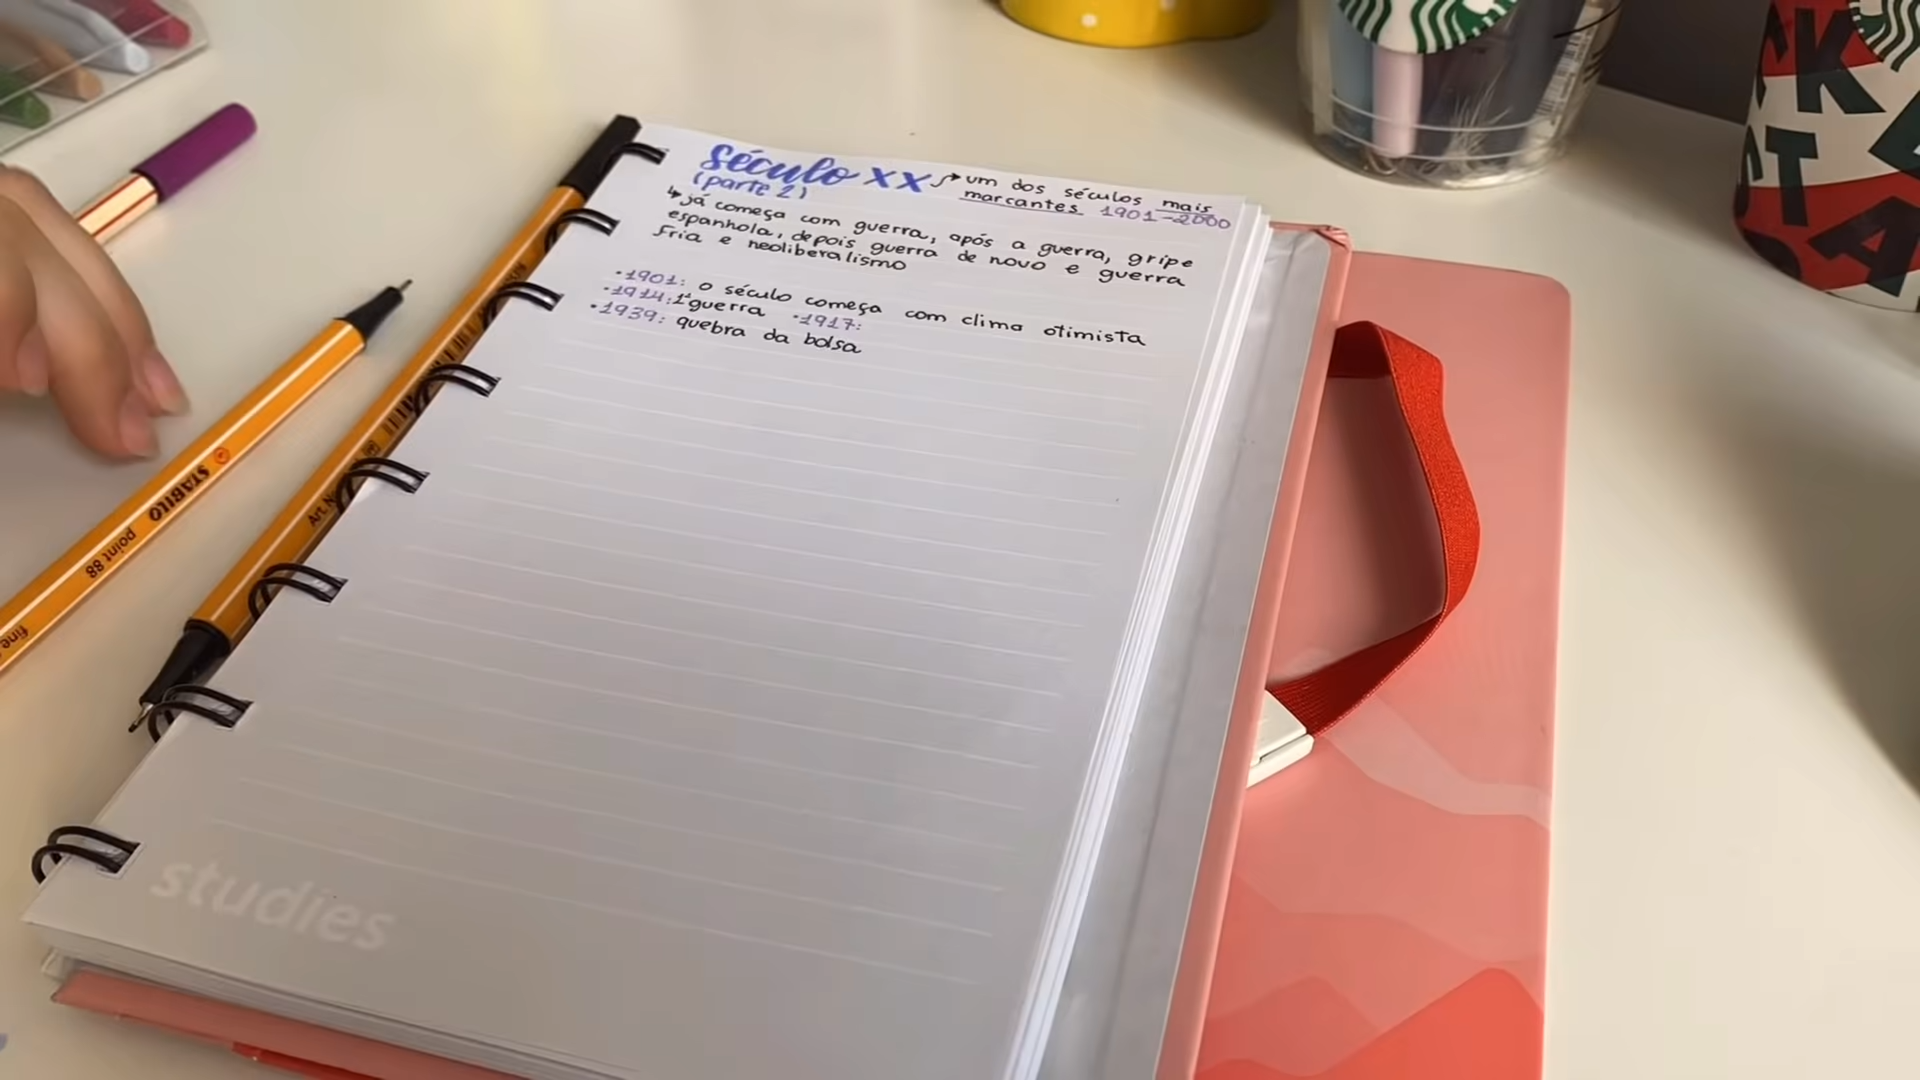 Século XX
(parte 2)
um dos séculos mais
marcantes 1901-2000
já começa com guerra, após a guerra, gripe
espanhola, depois guerra de novo e guerra
fria e neoliberalismo
•1901: o século começa com clima otimista
•1914: 1ª guerra •1917:
•1939: quebra da bolsa
studies
STABILO
point 88
fine
Art. N